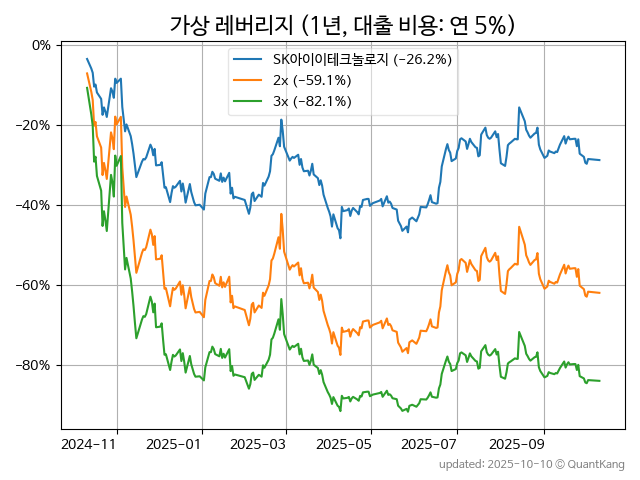 가상 레버리지 (1년, 대출 비용: 연 5%)
SK아이이테크놀로지 (−26.2%)
2x (−59.1%)
3x (−82.1%)
0%
−20%
−40%
−60%
−80%
2024−11 2025−01 2025−03 2025−05 2025−07 2025−09
updated: 2025-10-10 © QuantKang